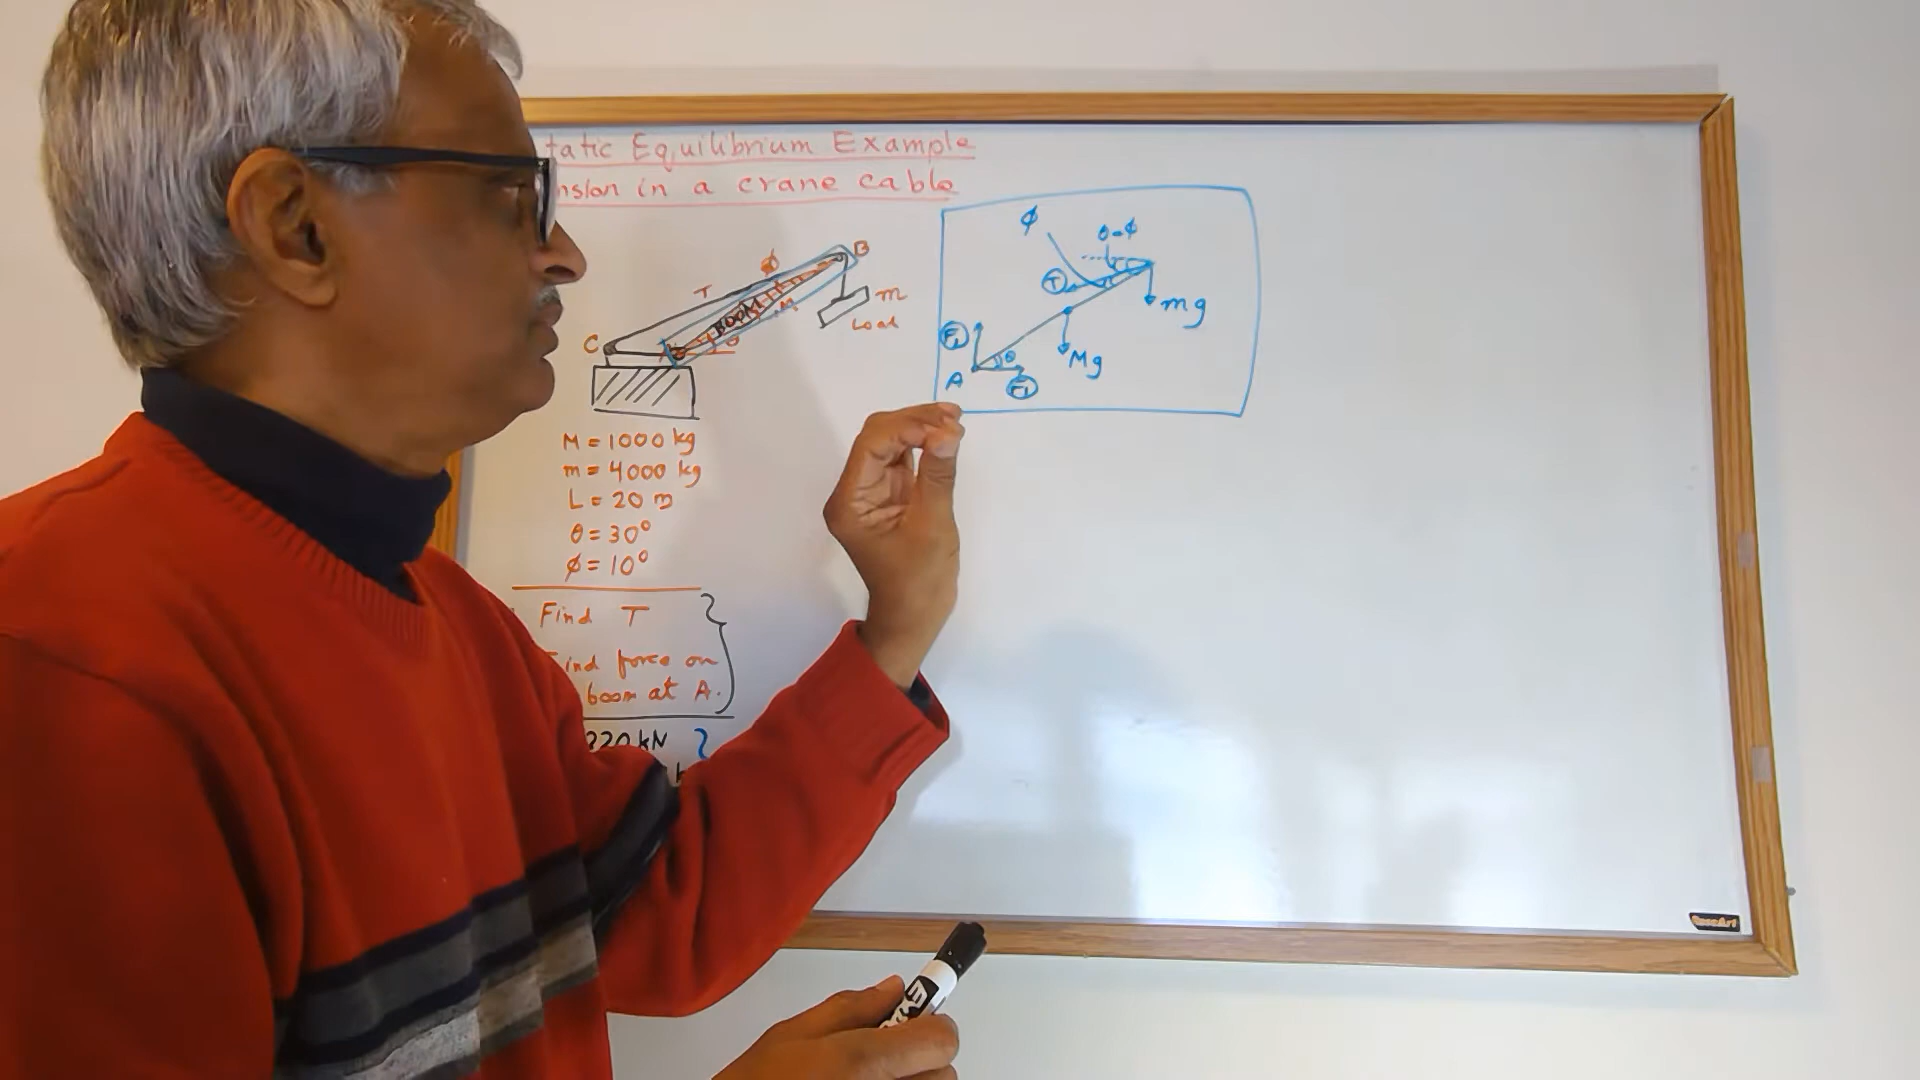 tatic Equilibrium Example
nsion in a crane cable
B
φ
T
BOOM
M
m
Load
C
θ
M = 1000 kg
m = 4000 kg
L = 20 m
θ = 30°
φ = 10°
Find T
ind force on
boom at A.
320 kN
φ
θ-φ
T
mg
Mg
θ
A
EXPO